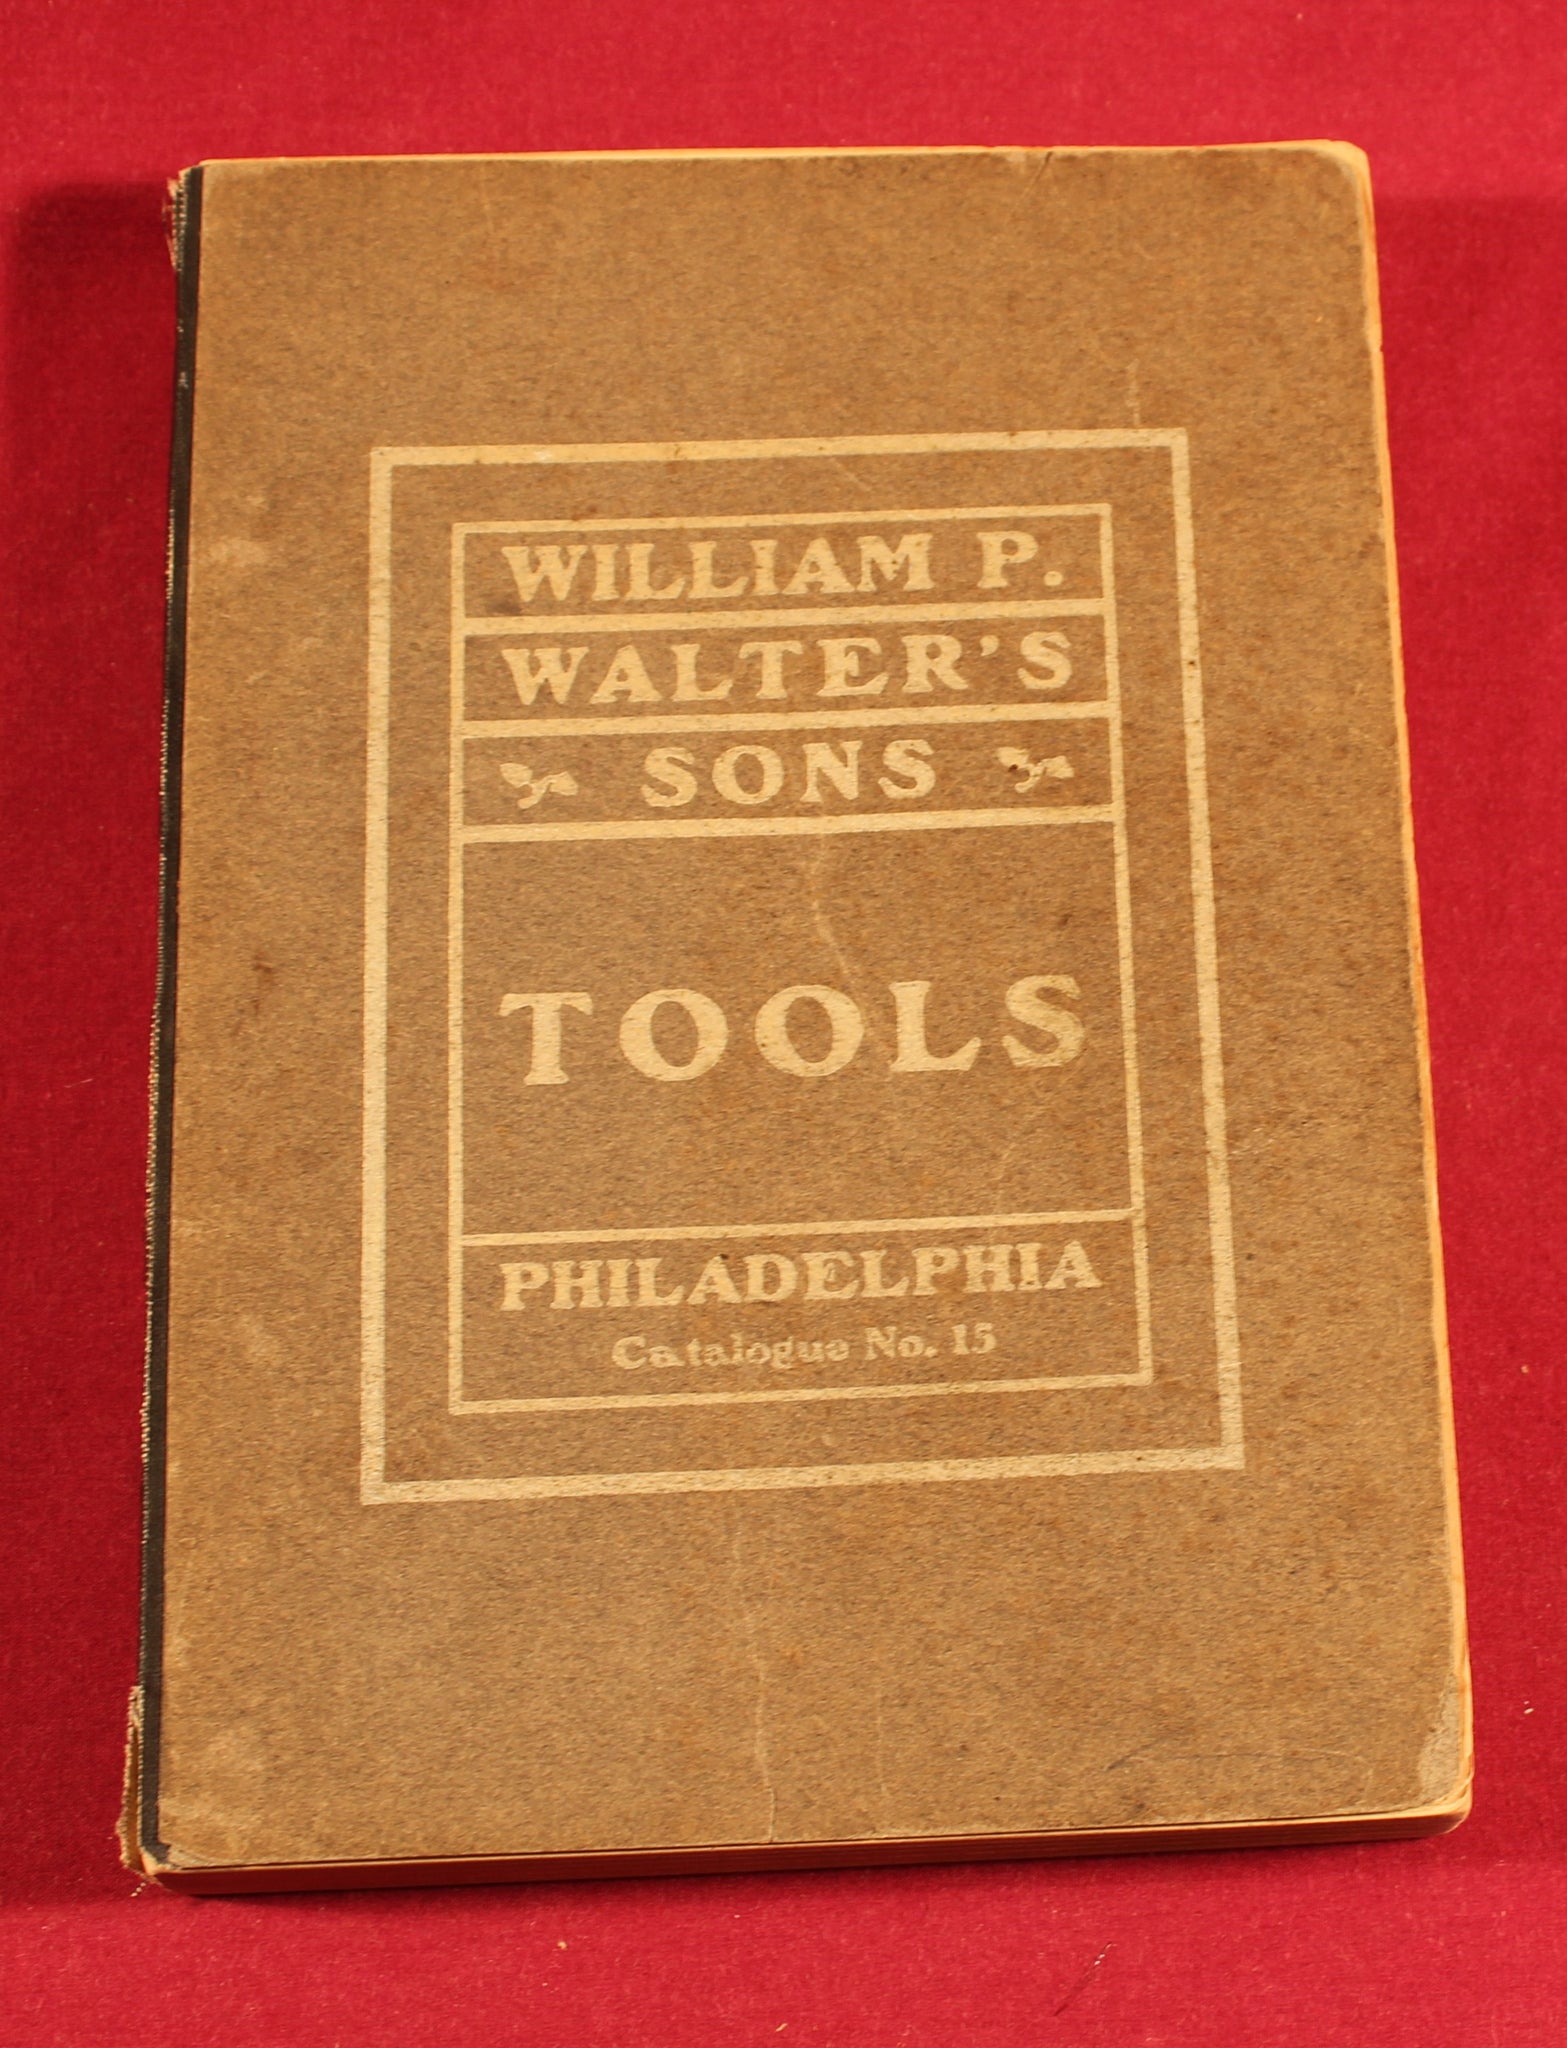 WILLIAM P.
WALTER'S
SONS
TOOLS
PHILADELPHIA
Catalogue No. 15